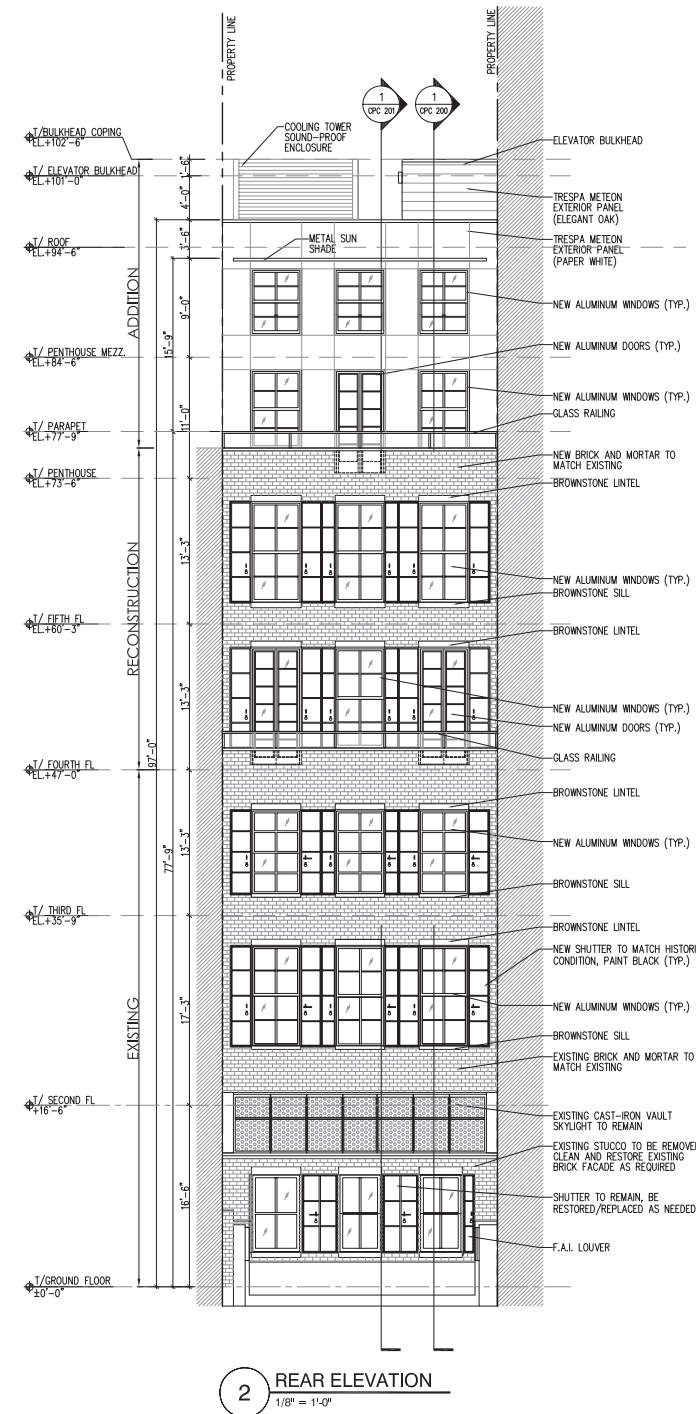 PROPERTY LINE
PROPERTY LINE
1
CPC 201
1
CPC 200
T/BULKHEAD COPING
EL.+102'-6"
T/ ELEVATOR BULKHEAD
EL.+101'-0"
T/ ROOF
EL.+94'-6"
T/ PENTHOUSE MEZZ.
EL.+84'-6"
T/ PARAPET
EL.+77'-9"
T/ PENTHOUSE
EL.+73'-6"
T/ FIFTH FL
EL.+60'-3"
T/ FOURTH FL
EL.+47'-0"
T/ THIRD FL
EL.+35'-9"
T/ SECOND FL
+16'-6"
T/GROUND FLOOR
±0'-0"
ADDITION
RECONSTRUCTION
EXISTING
97'-0"
15'-9"
77'-9"
1'-6"
4'-0"
3'-6"
9'-0"
11'-0"
13'-3"
13'-3"
13'-3"
17'-3"
16'-6"
COOLING TOWER
SOUND-PROOF
ENCLOSURE
METAL SUN
SHADE
ELEVATOR BULKHEAD
TRESPA METEON
EXTERIOR PANEL
(ELEGANT OAK)
TRESPA METEON
EXTERIOR PANEL
(PAPER WHITE)
NEW ALUMINUM WINDOWS (TYP.)
NEW ALUMINUM DOORS (TYP.)
NEW ALUMINUM WINDOWS (TYP.)
GLASS RAILING
NEW BRICK AND MORTAR TO
MATCH EXISTING
BROWNSTONE LINTEL
NEW ALUMINUM WINDOWS (TYP.)
BROWNSTONE SILL
BROWNSTONE LINTEL
NEW ALUMINUM WINDOWS (TYP.)
NEW ALUMINUM DOORS (TYP.)
GLASS RAILING
BROWNSTONE LINTEL
NEW ALUMINUM WINDOWS (TYP.)
BROWNSTONE SILL
BROWNSTONE LINTEL
NEW SHUTTER TO MATCH HISTORI
CONDITION, PAINT BLACK (TYP.)
NEW ALUMINUM WINDOWS (TYP.)
BROWNSTONE SILL
EXISTING BRICK AND MORTAR TO
MATCH EXISTING
EXISTING CAST-IRON VAULT
SKYLIGHT TO REMAIN
EXISTING STUCCO TO BE REMOVE
CLEAN AND RESTORE EXISTING
BRICK FACADE AS REQUIRED
SHUTTER TO REMAIN, BE
RESTORED/REPLACED AS NEEDED
F.A.I. LOUVER
2
REAR ELEVATION
1/8" = 1'-0"